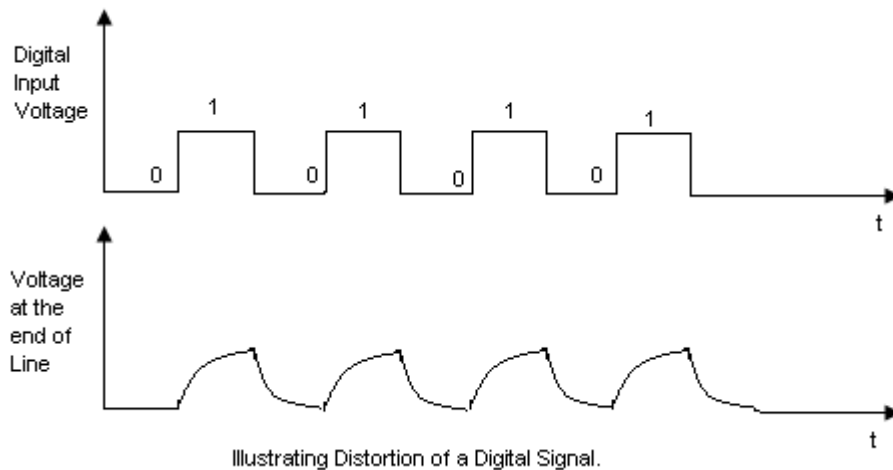 Digital
Input
Voltage
1
1
1
1
0
0
0
0
t
Voltage
at the
end of
Line
t
Illustrating Distortion of a Digital Signal.